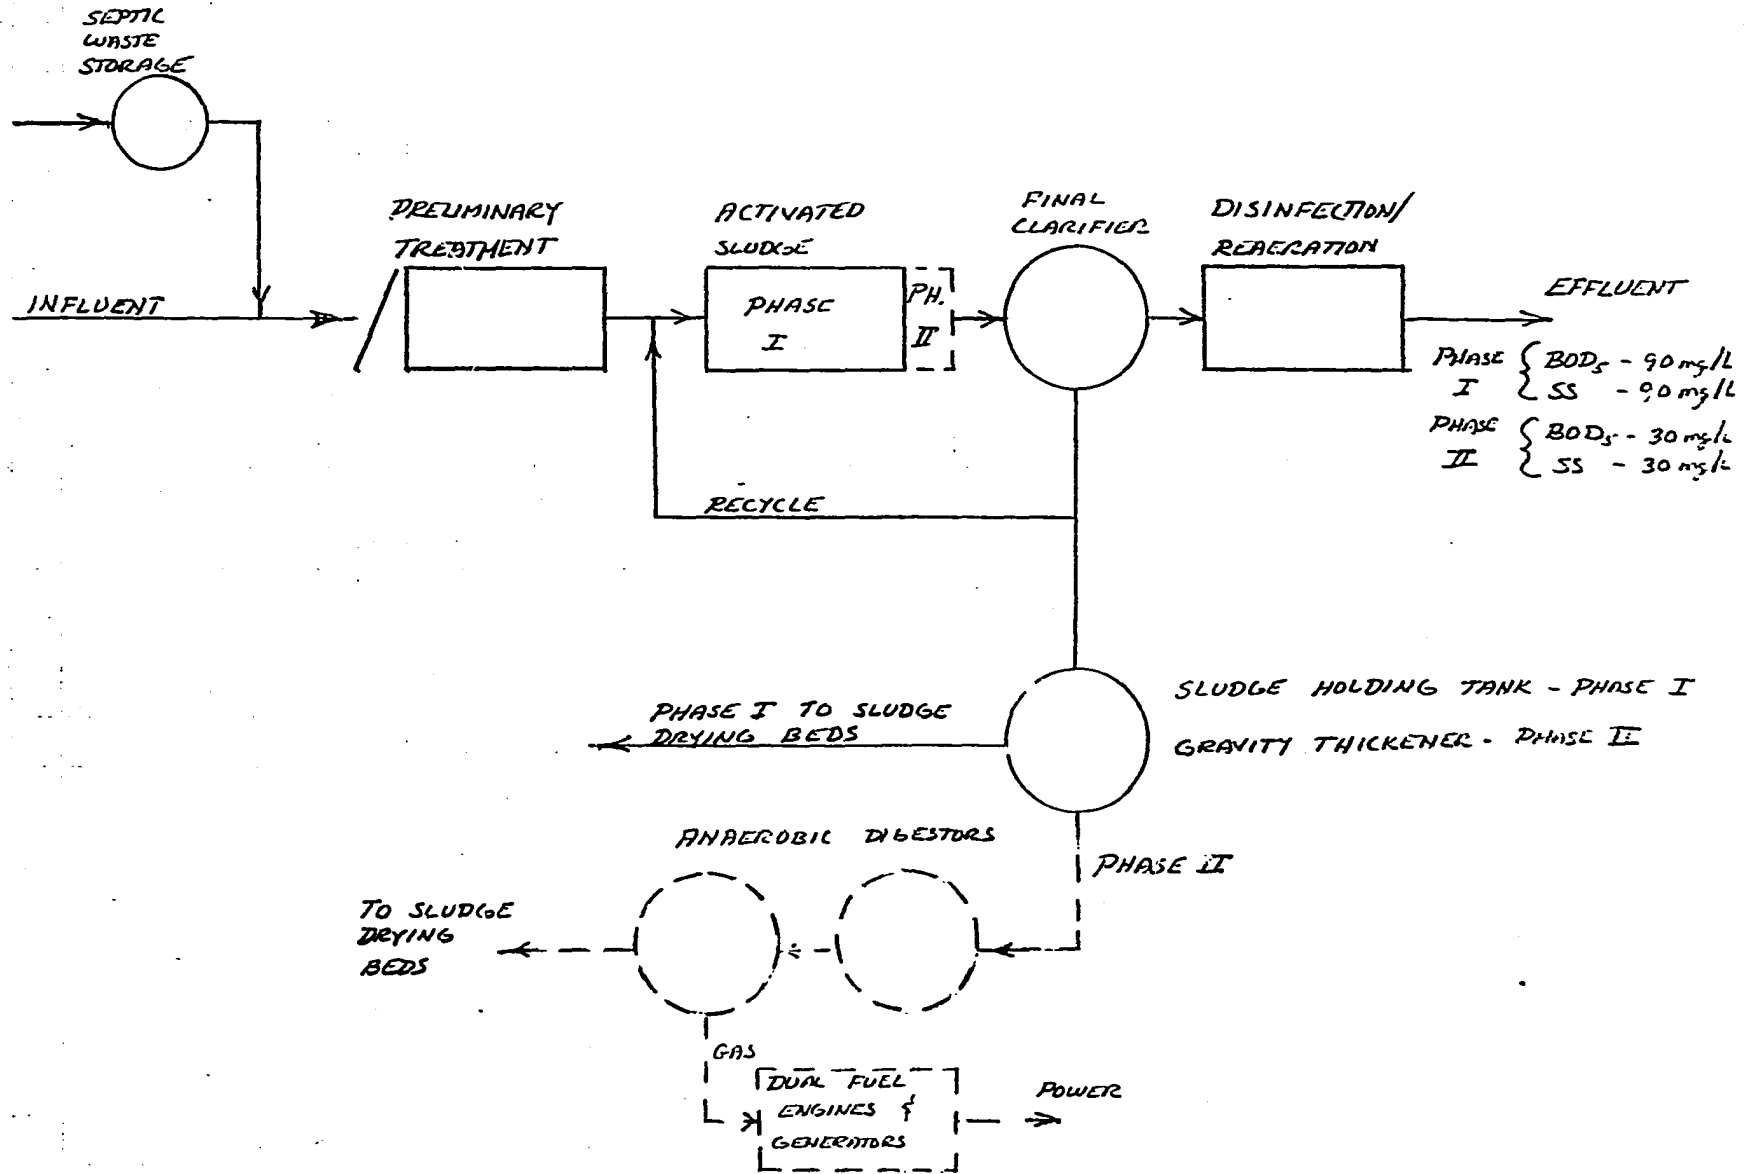 SEPTIC
WASTE
STORAGE
PRELIMINARY
TREATMENT
ACTIVATED
SLUDGE
FINAL
CLARIFIER
DISINFECTION/
REAERATION
INFLUENT
PHASE
I
PH.
II
EFFLUENT
PHASE I { BOD5 - 90 mg/L
SS - 90 mg/L
PHASE II { BOD5 - 30 mg/L
SS - 30 mg/L
RECYCLE
SLUDGE HOLDING TANK - PHASE I
GRAVITY THICKENER - PHASE II
PHASE I TO SLUDGE
DRYING BEDS
ANAEROBIC DIGESTORS
PHASE II
TO SLUDGE
DRYING
BEDS
GAS
DUAL FUEL
ENGINES &
GENERATORS
POWER